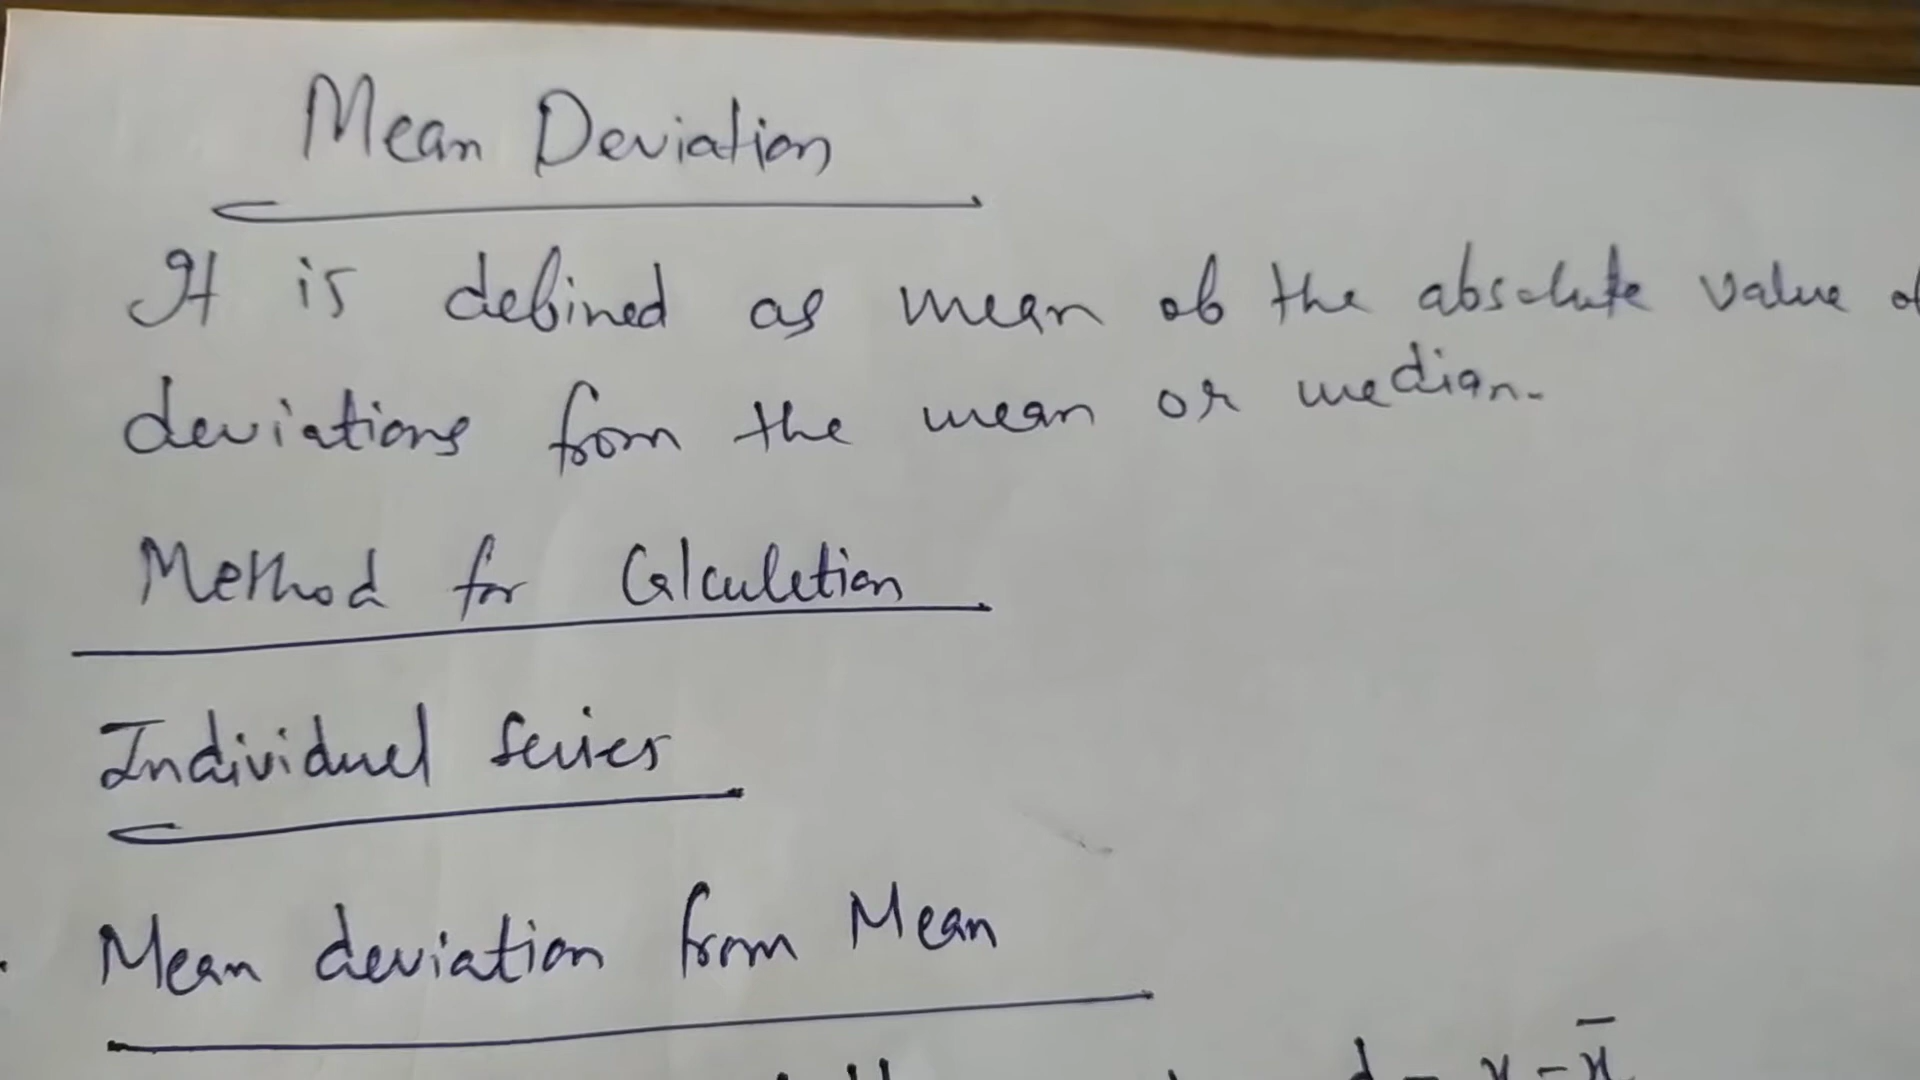 Mean Deviation
It is defined as mean of the absolute value of
deviations from the mean or median.
Method for Calculation
Individual Series
Mean deviation from Mean
d = x - x̄